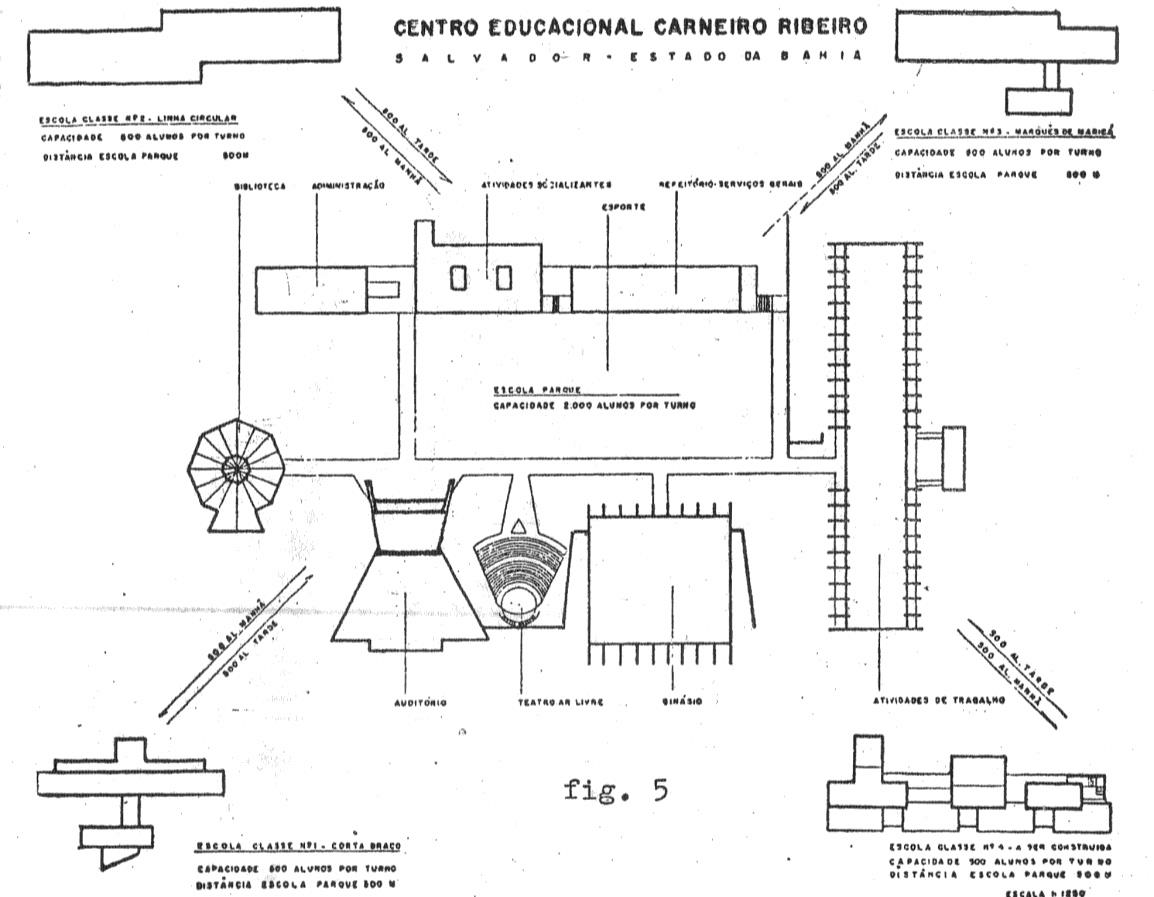 CENTRO EDUCACIONAL CARNEIRO RIBEIRO
SALVADOR - ESTADO DA BAHIA
ESCOLA CLASSE Nº2 - LINHA CIRCULAR
CAPACIDADE 500 ALUNOS POR TURNO
DISTÂNCIA ESCOLA PARQUE 500M
500 AL TARDE
500 AL MANHÃ
500 AL MANHÃ
500 AL. TARDE
ESCOLA CLASSE Nº3 - MARQUÊS DE MARICÁ
CAPACIDADE 500 ALUNOS POR TURNO
DISTÂNCIA ESCOLA PARQUE M
BIBLIOTECA
ADMINISTRAÇÃO
ATIVIDADES SOCIALIZANTES
REFEITÓRIO-SERVIÇOS GERAIS
ESPORTE
ESCOLA PARQUE
CAPACIDADE 2.000 ALUNOS POR TURNO
500 AL MANHÃ
500 AL TARDE
AUDITÓRIO
TEATRO AR LIVRE
GINÁSIO
ATIVIDADES DE TRABALHO
500 AL. TARDE
500 AL. MANHÃ
fig. 5
ESCOLA CLASSE Nº1 - CORTA BRAÇO
CAPACIDADE 500 ALUNOS POR TURNO
DISTÂNCIA ESCOLA PARQUE 500 M
ESCOLA CLASSE Nº4 - A SER CONSTRUIDA
CAPACIDADE 500 ALUNOS POR TURNO
DISTÂNCIA ESCOLA PARQUE 500M
ESCALA 1:1250